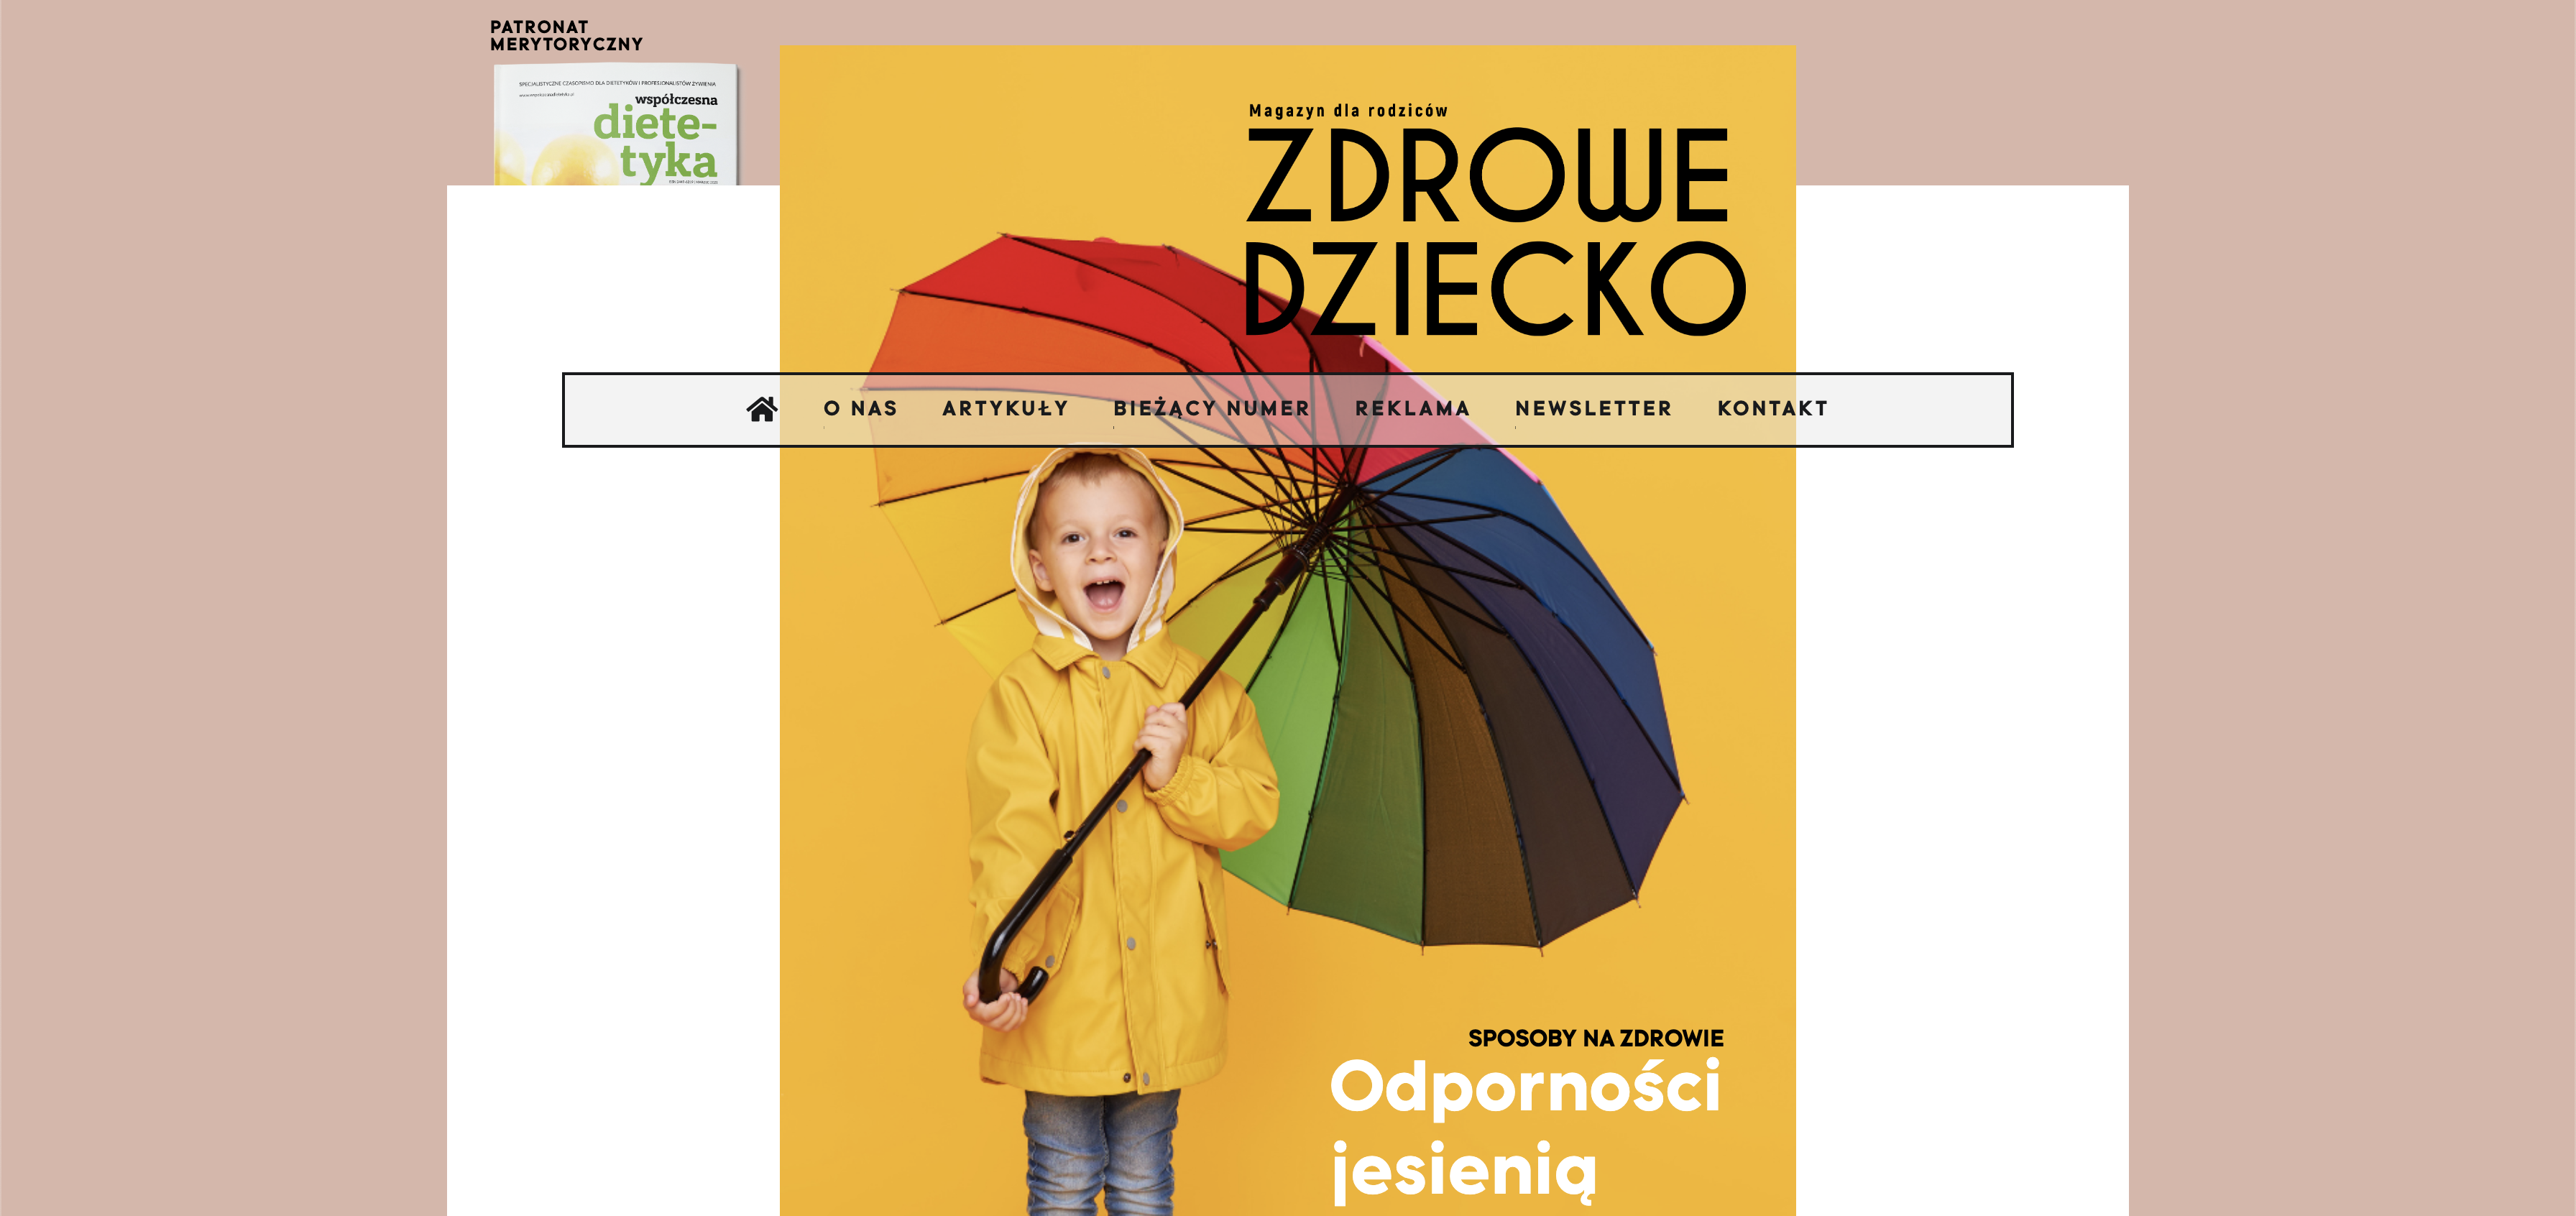 PATRONAT
MERYTORYCZNY
SPECJALISTYCZNE CZASOPISMO DLA DIETETYKÓW I PROFESJONALISTÓW ŻYWIENIA
współczesna
diete-
tyka
Magazyn dla rodziców
ZDROWE
DZIECKO
O NAS ARTYKUŁY BIEŻĄCY NUMER REKLAMA NEWSLETTER KONTAKT
SPOSOBY NA ZDROWIE
Odporności
jesienią